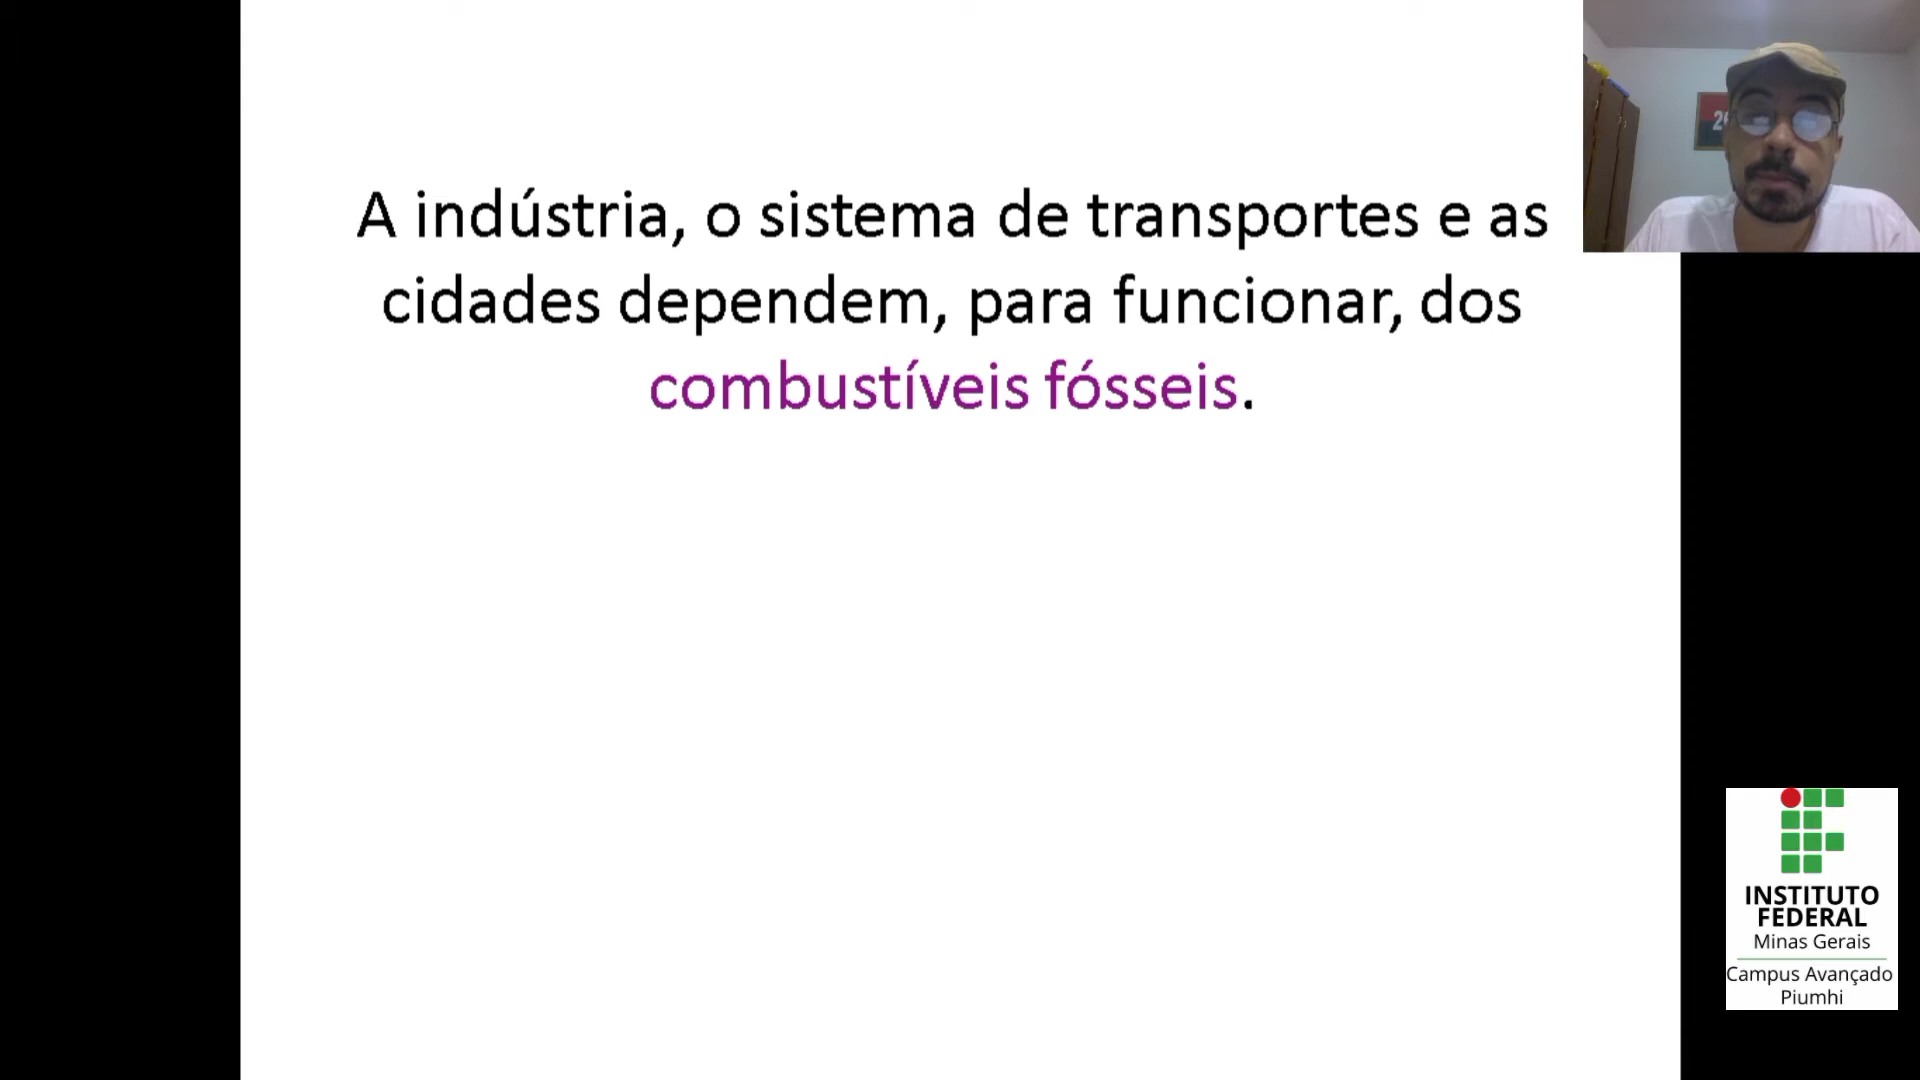 A indústria, o sistema de transportes e as
cidades dependem, para funcionar, dos
combustíveis fósseis.
INSTITUTO
FEDERAL
Minas Gerais
Campus Avançado
Piumhi